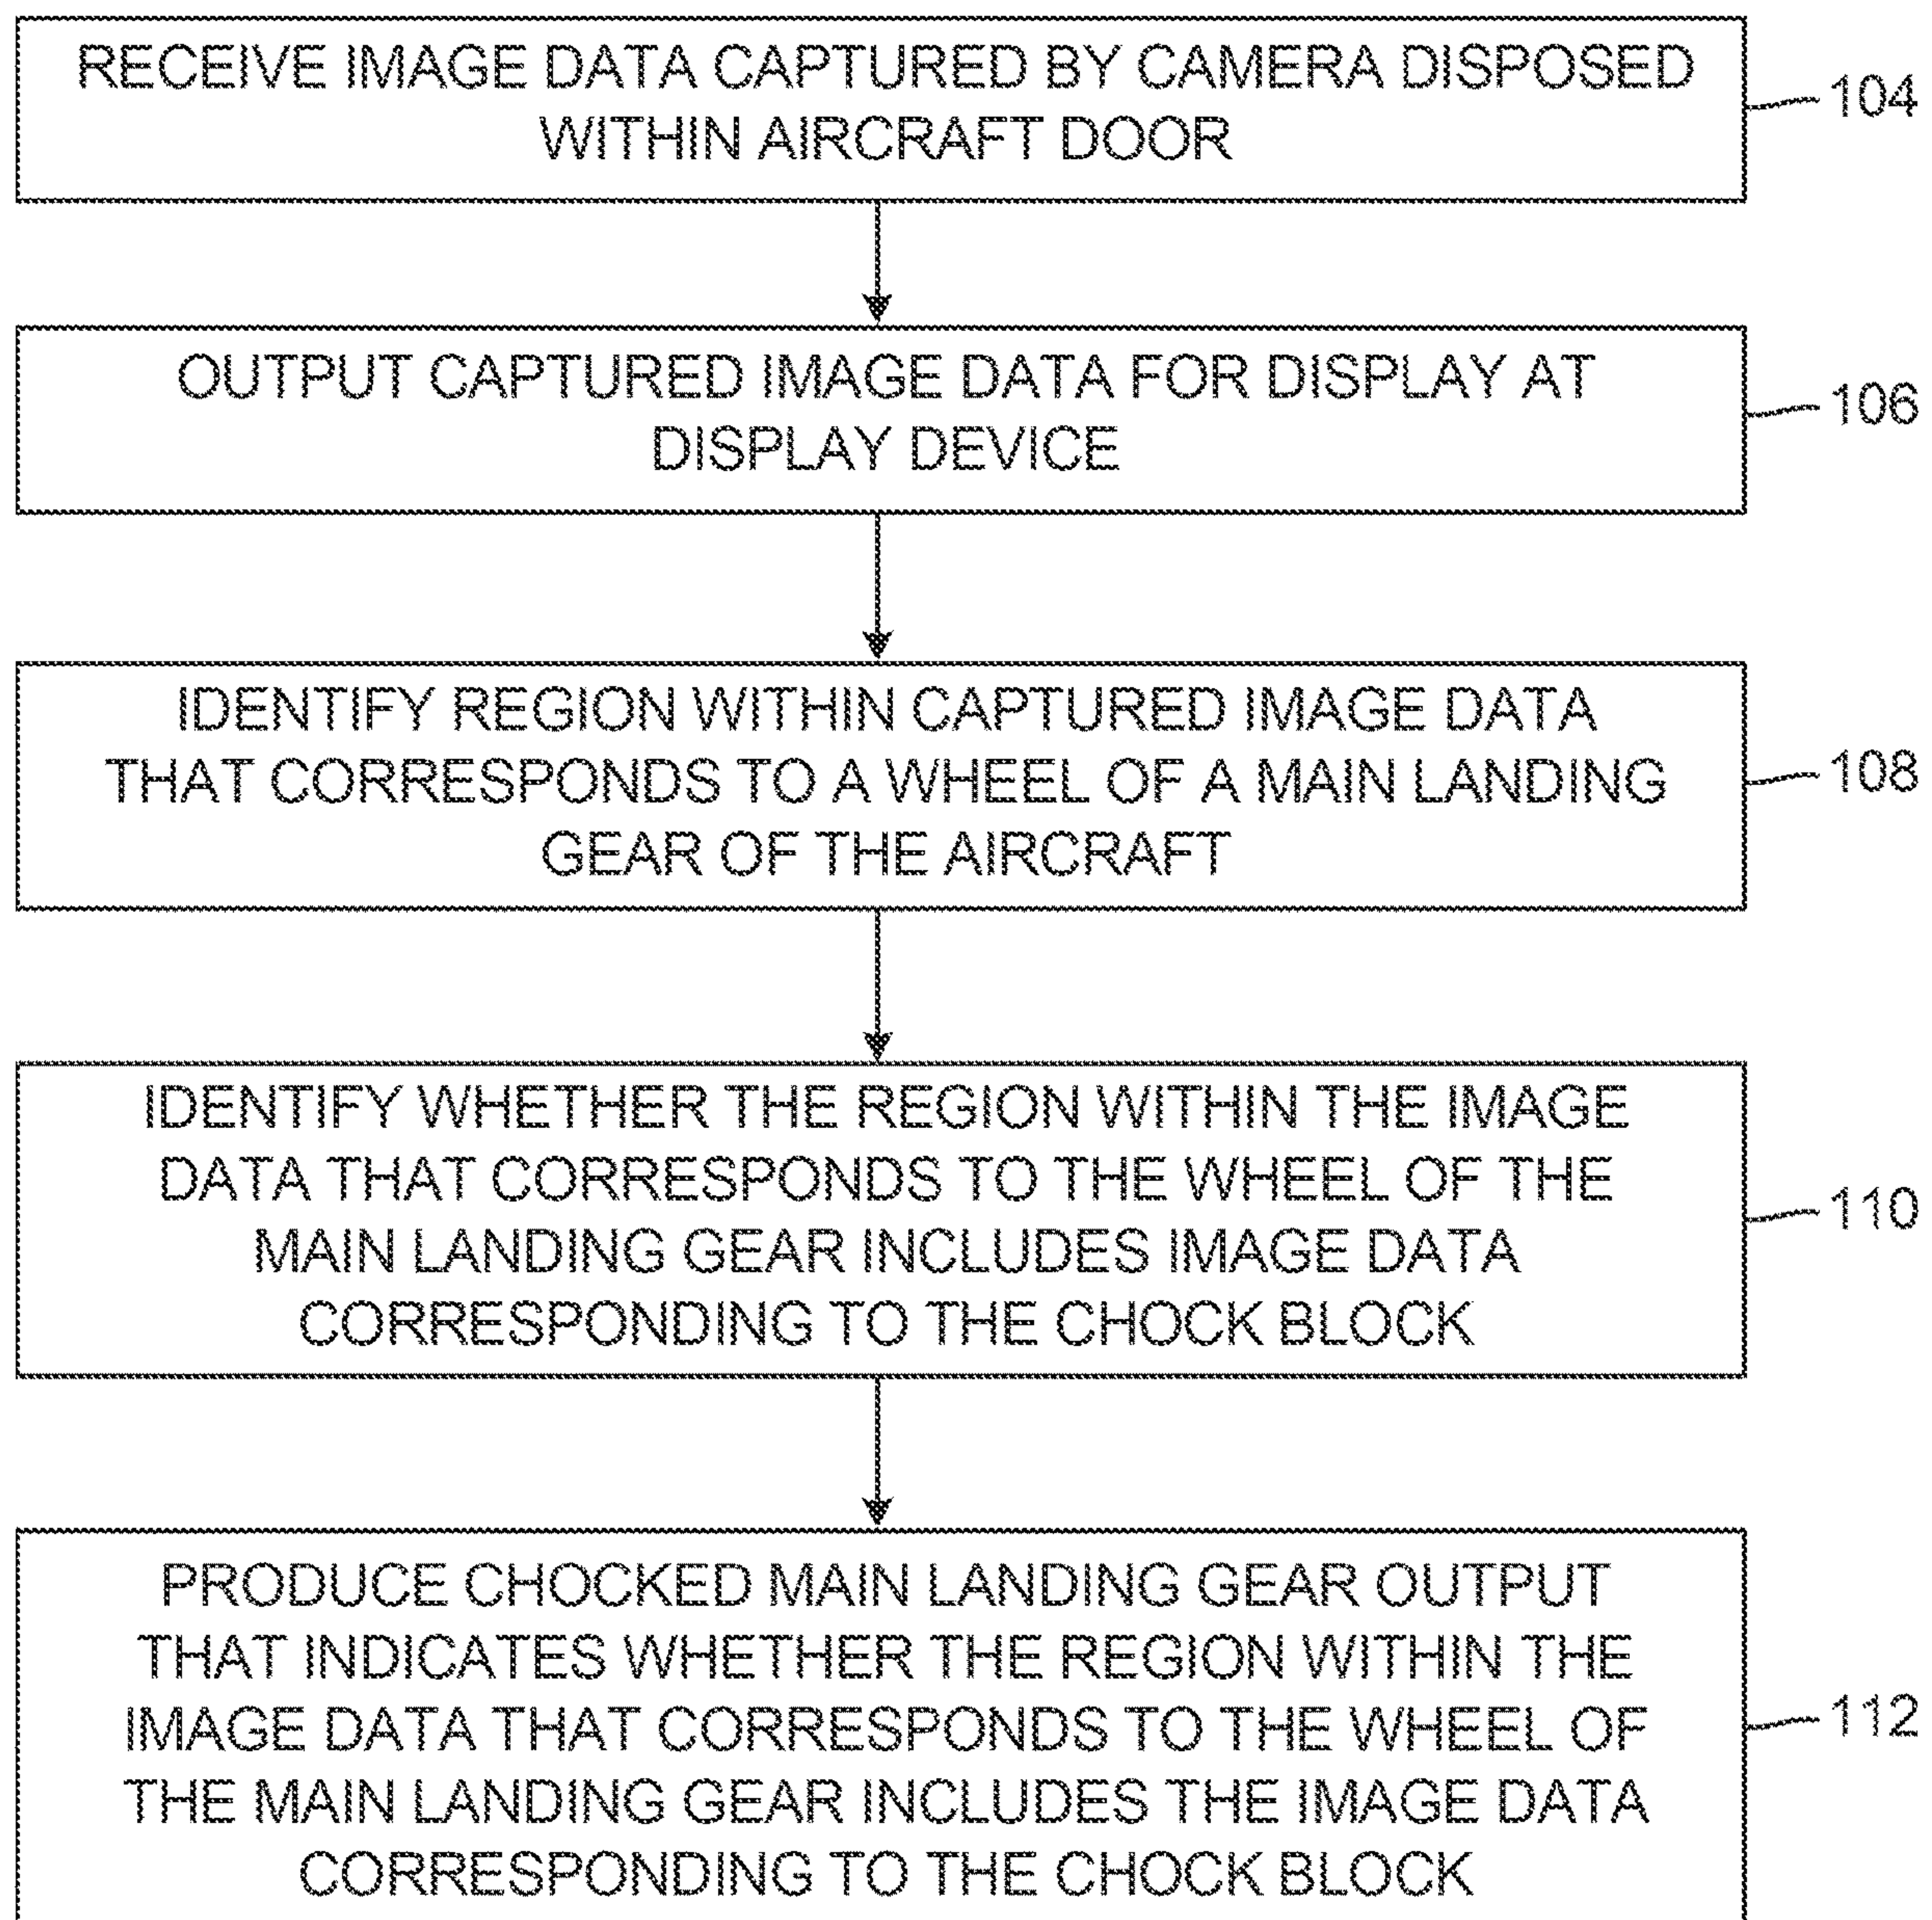 RECEIVE IMAGE DATA CAPTURED BY CAMERA DISPOSED
WITHIN AIRCRAFT DOOR
104
OUTPUT CAPTURED IMAGE DATA FOR DISPLAY AT
DISPLAY DEVICE
106
IDENTIFY REGION WITHIN CAPTURED IMAGE DATA
THAT CORRESPONDS TO A WHEEL OF A MAIN LANDING
GEAR OF THE AIRCRAFT
108
IDENTIFY WHETHER THE REGION WITHIN THE IMAGE
DATA THAT CORRESPONDS TO THE WHEEL OF THE
MAIN LANDING GEAR INCLUDES IMAGE DATA
CORRESPONDING TO THE CHOCK BLOCK
110
PRODUCE CHOCKED MAIN LANDING GEAR OUTPUT
THAT INDICATES WHETHER THE REGION WITHIN THE
IMAGE DATA THAT CORRESPONDS TO THE WHEEL OF
THE MAIN LANDING GEAR INCLUDES THE IMAGE DATA
CORRESPONDING TO THE CHOCK BLOCK
112